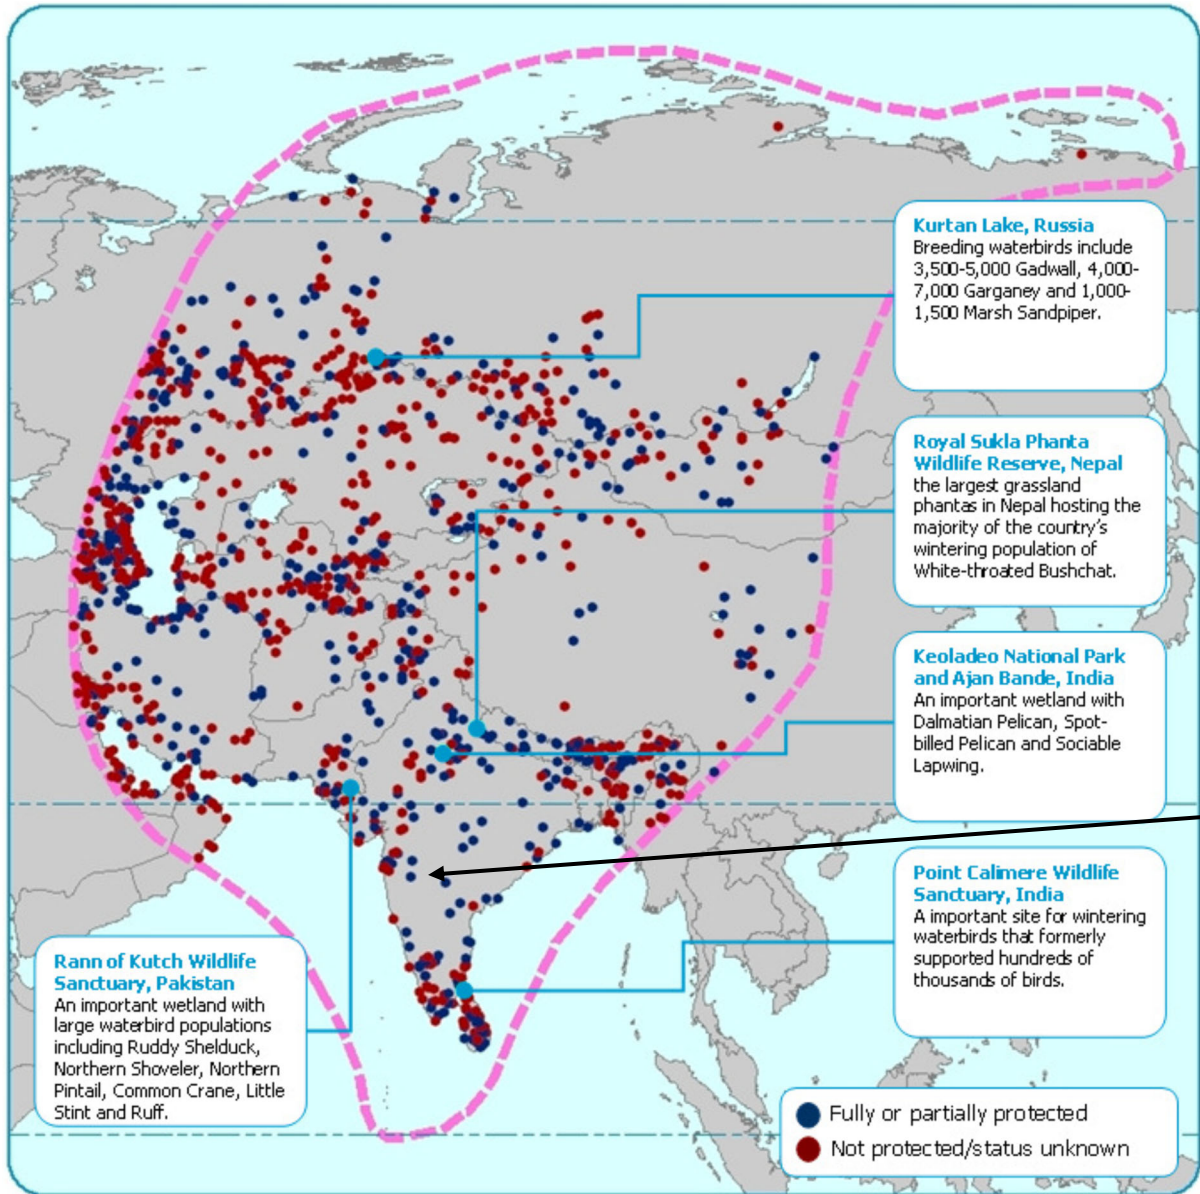 Kurtan Lake, Russia
Breeding waterbirds include
3,500-5,000 Gadwall, 4,000-
7,000 Garganey and 1,000-
1,500 Marsh Sandpiper.
Royal Sukla Phanta
Wildlife Reserve, Nepal
the largest grassland
phantas in Nepal hosting the
majority of the country's
wintering population of
White-throated Bushchat.
Keoladeo National Park
and Ajan Bande, India
An important wetland with
Dalmatian Pelican, Spot-
billed Pelican and Sociable
Lapwing.
Point Calimere Wildlife
Sanctuary, India
A important site for wintering
waterbirds that formerly
supported hundreds of
thousands of birds.
Rann of Kutch Wildlife
Sanctuary, Pakistan
An important wetland with
large waterbird populations
including Ruddy Shelduck,
Northern Shoveler, Northern
Pintail, Common Crane, Little
Stint and Ruff.
Fully or partially protected
Not protected/status unknown